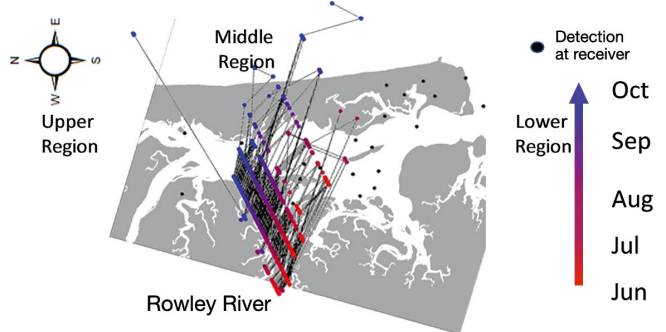 N
E
S
W
Upper
Region
Middle
Region
Lower
Region
Detection
at receiver
Oct
Sep
Aug
Jul
Jun
Rowley River